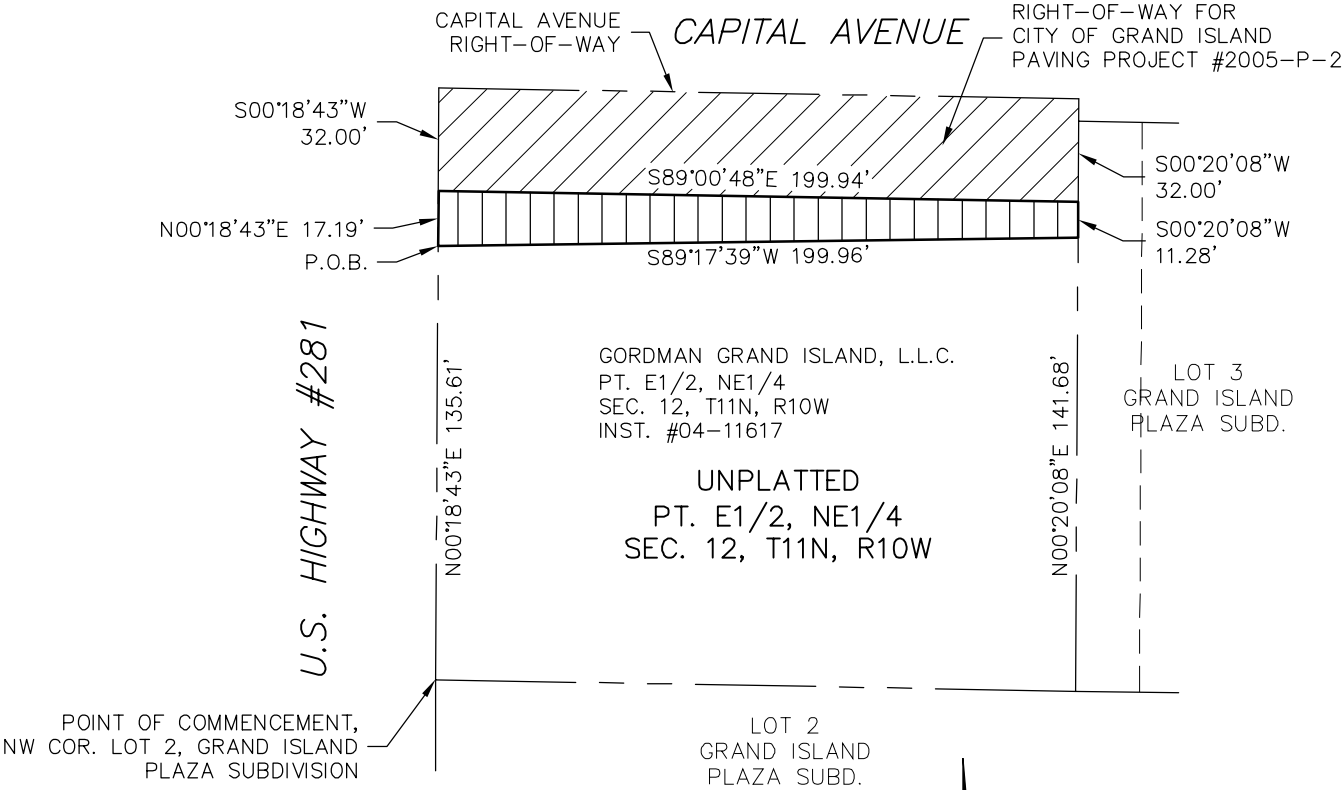 CAPITAL AVENUE
RIGHT-OF-WAY
CAPITAL AVENUE
RIGHT-OF-WAY FOR
CITY OF GRAND ISLAND
PAVING PROJECT #2005-P-2
S00°18'43"W
32.00'
S89°00'48"E 199.94'
S00°20'08"W
32.00'
N00°18'43"E 17.19'
S00°20'08"W
11.28'
P.O.B.
S89°17'39"W 199.96'
U.S. HIGHWAY #281
N00°18'43"E 135.61'
GORDMAN GRAND ISLAND, L.L.C.
PT. E1/2, NE1/4
SEC. 12, T11N, R10W
INST. #04-11617
UNPLATTED
PT. E1/2, NE1/4
SEC. 12, T11N, R10W
N00°20'08"E 141.68'
LOT 3
GRAND ISLAND
PLAZA SUBD.
POINT OF COMMENCEMENT,
NW COR. LOT 2, GRAND ISLAND
PLAZA SUBDIVISION
LOT 2
GRAND ISLAND
PLAZA SUBD.